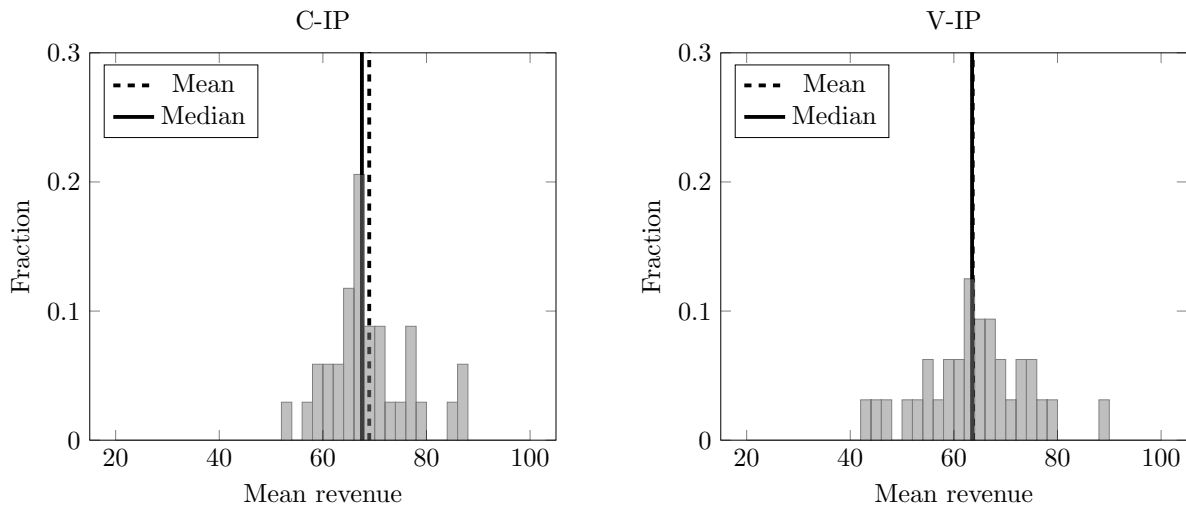 C-IP
0.3
0.2
0.1
0
Fraction
Mean
Median
20 40 60 80 100
Mean revenue
V-IP
0.3
0.2
0.1
0
Fraction
Mean
Median
20 40 60 80 100
Mean revenue